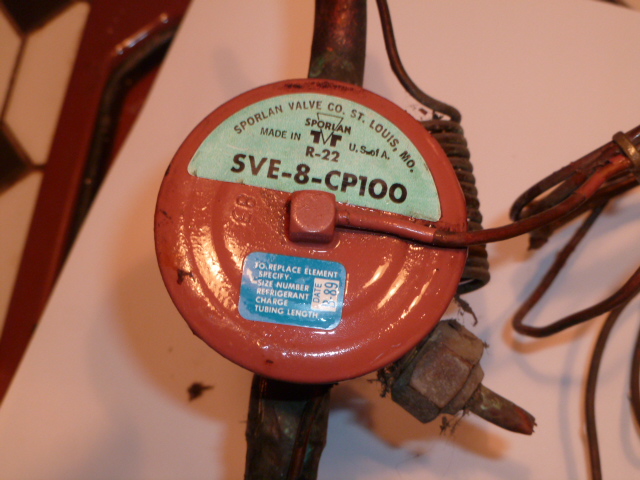 SPORLAN VALVE CO. ST. LOUIS, MO.
SPORLAN
MADE IN U.S. of A.
R-22
SVE-8-CP100
TO REPLACE ELEMENT
SPECIFY-
SIZE NUMBER
REFRIGERANT
CHARGE
TUBING LENGTH
DATE